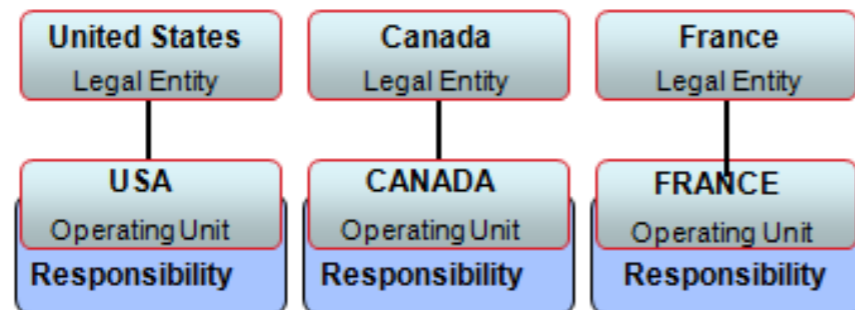 United States
Legal Entity
Canada
Legal Entity
France
Legal Entity
USA
Operating Unit
Responsibility
CANADA
Operating Unit
Responsibility
FRANCE
Operating Unit
Responsibility